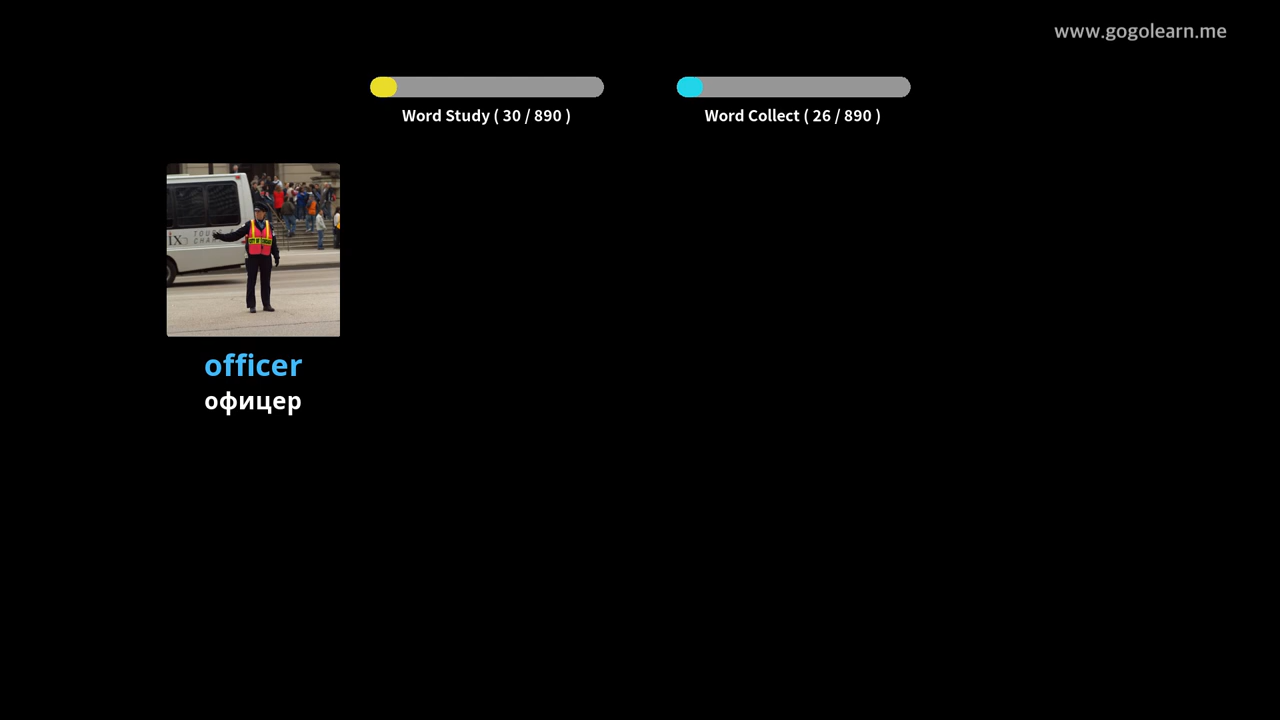 www.gogolearn.me
Word Study ( 30 / 890 )
Word Collect ( 26 / 890 )
officer
офицер